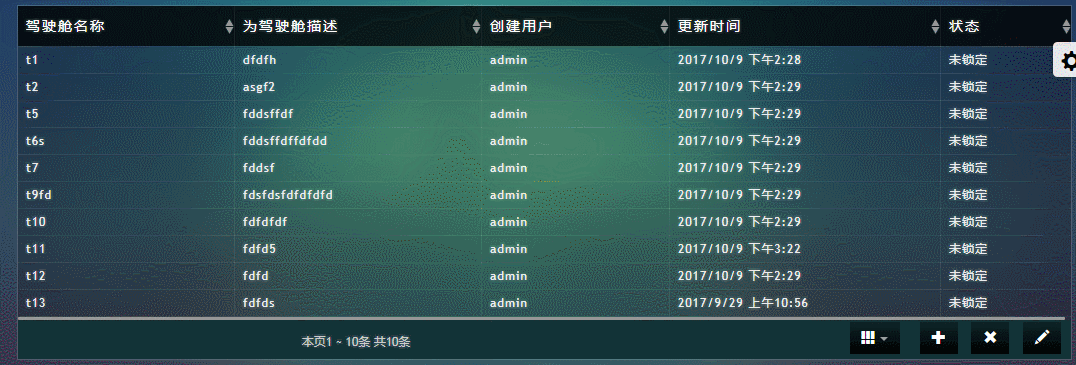 驾驶舱名称 为驾驶舱描述 创建用户 更新时间 状态
t1 dfdfh admin 2017/10/9 下午2:28 未锁定
t2 asgf2 admin 2017/10/9 下午2:29 未锁定
t5 fddsffdf admin 2017/10/9 下午2:29 未锁定
t6s fddsffdffdfdd admin 2017/10/9 下午2:29 未锁定
t7 fddsf admin 2017/10/9 下午2:29 未锁定
t9fd fdsfdsfdfdfdfd admin 2017/10/9 下午2:29 未锁定
t10 fdfdfdf admin 2017/10/9 下午2:29 未锁定
t11 fdfd5 admin 2017/10/9 下午3:22 未锁定
t12 fdfd admin 2017/10/9 下午2:29 未锁定
t13 fdfds admin 2017/9/29 上午10:56 未锁定
本页1 ~ 10条 共10条